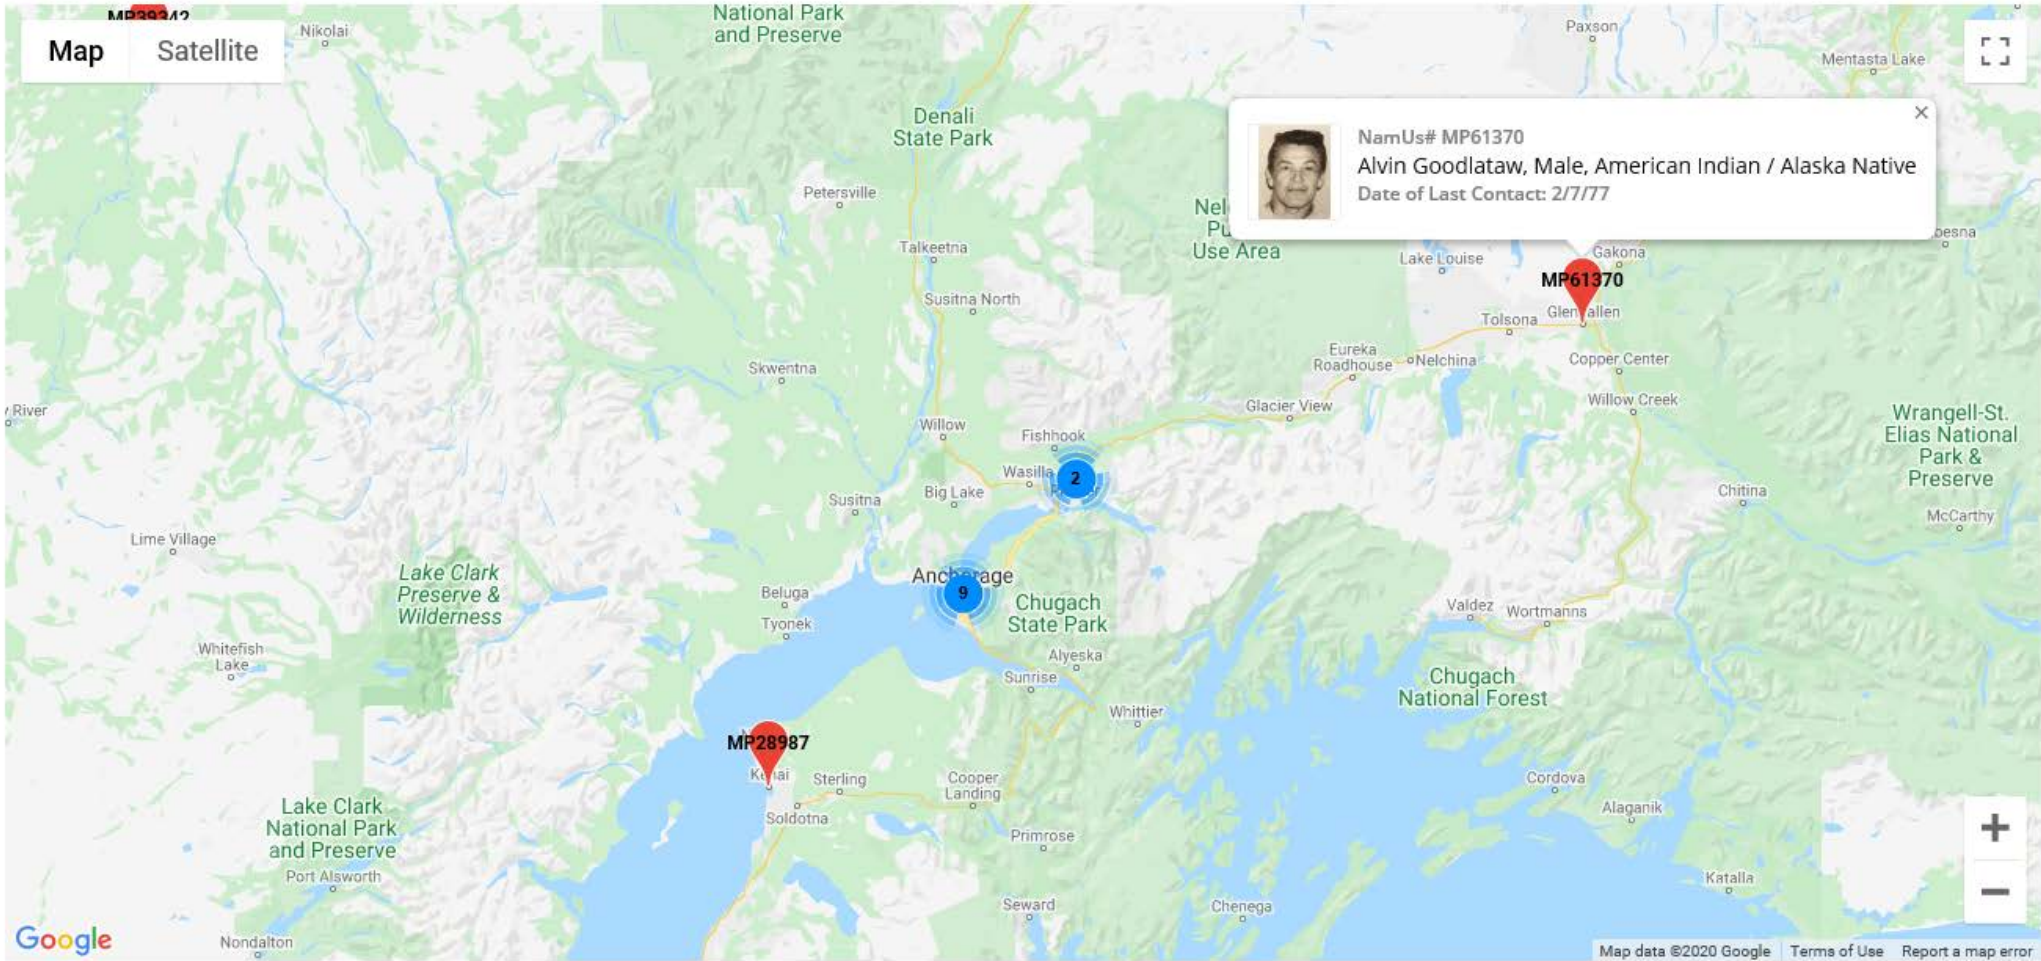 MP39342
Map
Satellite
Nikolai
National Park
and Preserve
Paxson
Mentasta Lake
Denali
State Park
NamUs# MP61370
Alvin Goodlataw, Male, American Indian / Alaska Native
Date of Last Contact: 2/7/77
Petersville
Talkeetna
Use Area
Lake Louise
Gakona
MP61370
Susitna North
Tolsona
Eureka
Roadhouse
Nelchina
Copper Center
Skwentna
Glacier View
Willow Creek
River
Willow
Fishhook
Wrangell-St.
Elias National
Park &
Preserve
Wasilla
2
Big Lake
Susitna
Chitina
McCarthy
Lime Village
Lake Clark
Preserve &
Wilderness
Anchorage
9
Beluga
Tyonek
Chugach
State Park
Valdez
Wortmanns
Whitefish
Lake
Alyeska
Sunrise
Chugach
National Forest
Whittier
MP28987
Sterling
Cooper
Landing
Cordova
Soldotna
Alaganik
Lake Clark
National Park
and Preserve
Primrose
Port Alsworth
Katalla
Seward
Chenega
Google
Nondalton
Map data ©2020 Google
Terms of Use
Report a map error